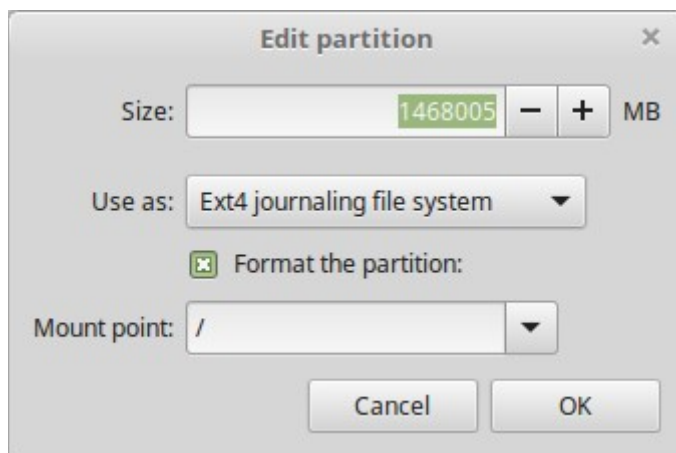 Edit partition
Size: 1468005 MB
Use as: Ext4 journaling file system
Format the partition:
Mount point: /
Cancel OK